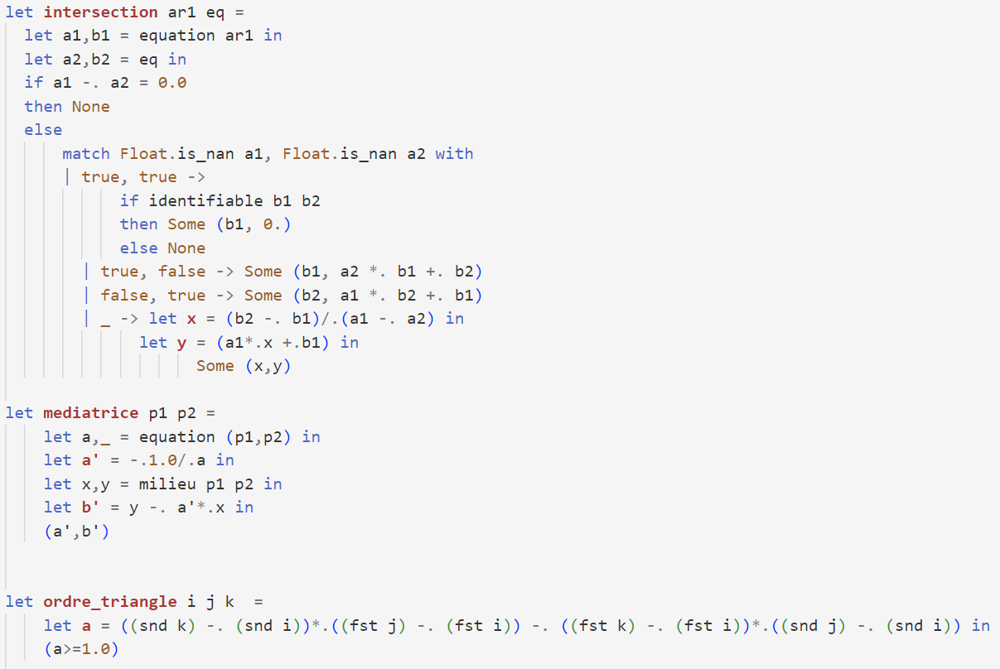 let intersection ar1 eq =
  let a1,b1 = equation ar1 in
  let a2,b2 = eq in
  if a1 -. a2 = 0.0
  then None
  else
      match Float.is_nan a1, Float.is_nan a2 with
      | true, true ->
            if identifiable b1 b2
            then Some (b1, 0.)
            else None
        | true, false -> Some (b1, a2 *. b1 +. b2)
        | false, true -> Some (b2, a1 *. b2 +. b1)
        | _ -> let x = (b2 -. b1)/.(a1 -. a2) in
              let y = (a1*.x +.b1) in
                    Some (x,y)
let mediatrice p1 p2 =
    let a,_ = equation (p1,p2) in
    let a' = -.1.0/.a in
    let x,y = milieu p1 p2 in
    let b' = y -. a'*.x in
    (a',b')
let ordre_triangle i j k  =
    let a = ((snd k) -. (snd i))*.((fst j) -. (fst i)) -. ((fst k) -. (fst i))*.((snd j) -. (snd i)) in
    (a>=1.0)